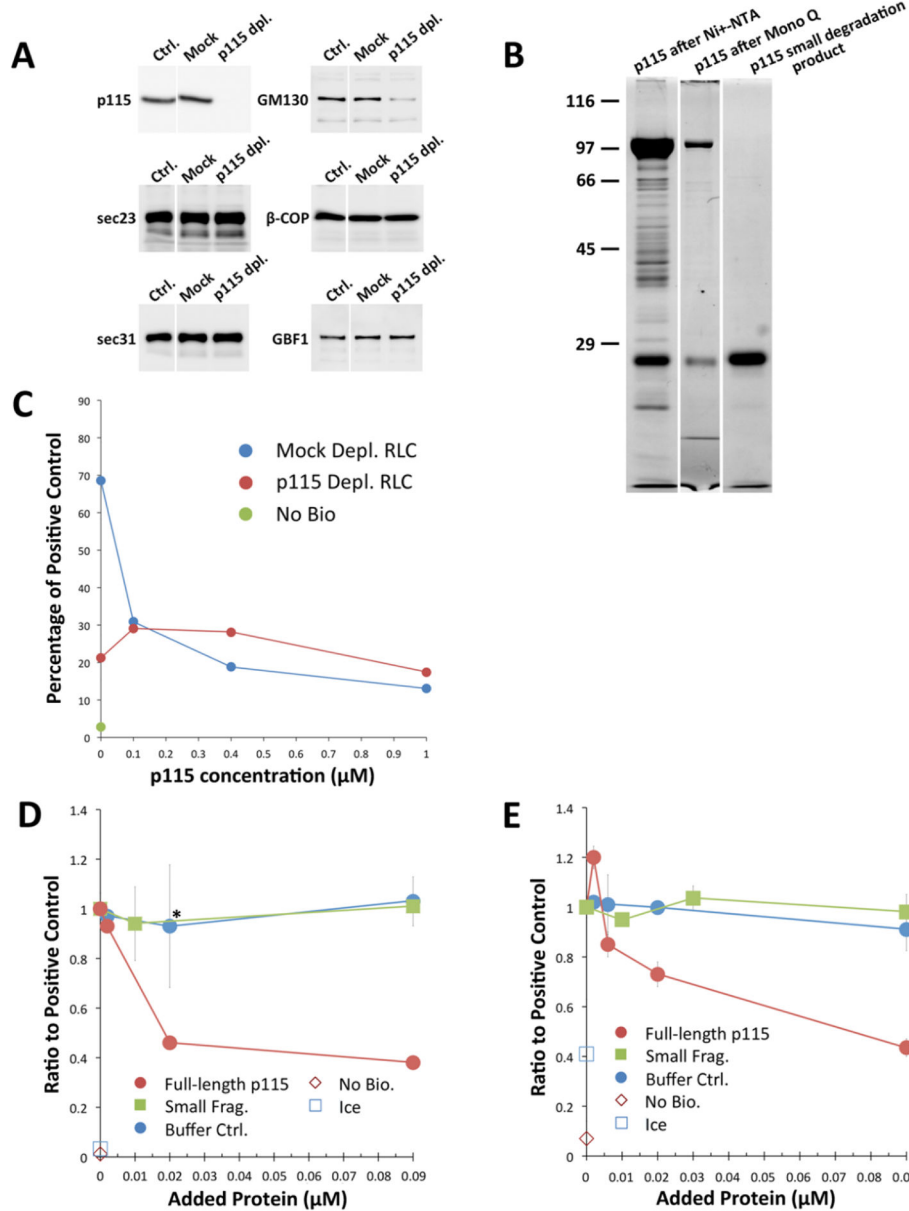 A
Ctrl.
Mock
p115 dpl.
p115
Ctrl.
Mock
p115 dpl.
GM130
Ctrl.
Mock
p115 dpl.
sec23
Ctrl.
Mock
p115 dpl.
β-COP
Ctrl.
Mock
p115 dpl.
sec31
Ctrl.
Mock
p115 dpl.
GBF1
B
p115 after Ni+-NTA
p115 after Mono Q
p115 small degradation
product
116
97
66
45
29
C
Percentage of Positive Control
90
80
70
60
50
40
30
20
10
0
Mock Depl. RLC
p115 Depl. RLC
No Bio
0 0.1 0.2 0.3 0.4 0.5 0.6 0.7 0.8 0.9 1
p115 concentration (µM)
D
Ratio to Positive Control
1.4
1.2
1
0.8
0.6
0.4
0.2
0
*
Full-length p115
Small Frag.
Buffer Ctrl.
No Bio.
Ice
0 0.01 0.02 0.03 0.04 0.05 0.06 0.07 0.08 0.09
Added Protein (µM)
E
Ratio to Positive Control
1.4
1.2
1
0.8
0.6
0.4
0.2
0
Full-length p115
Small Frag.
Buffer Ctrl.
No Bio.
Ice
0 0.01 0.02 0.03 0.04 0.05 0.06 0.07 0.08 0.0
Added Protein (µM)